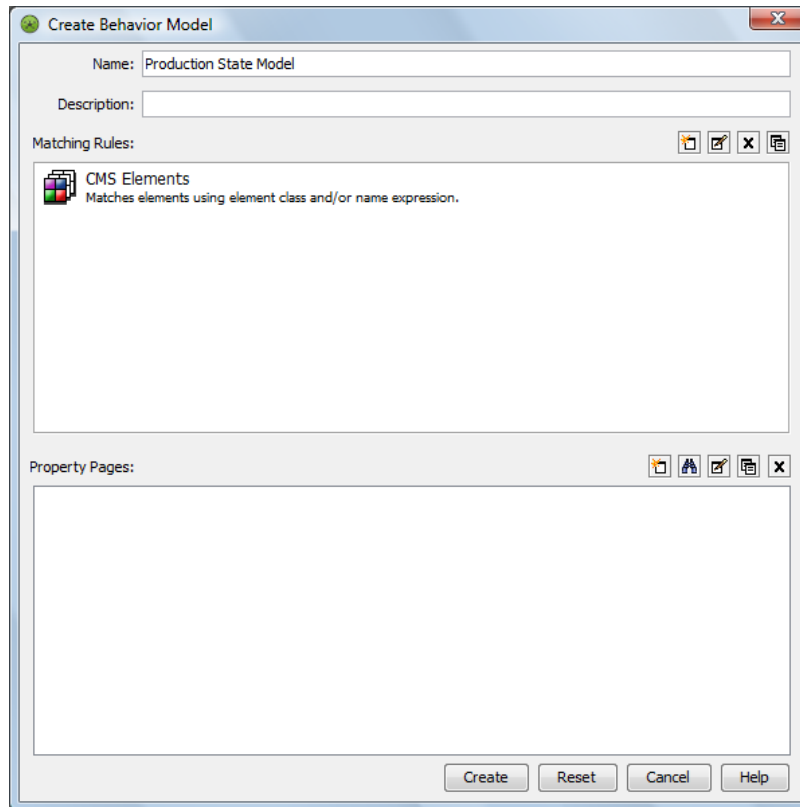 Create Behavior Model
Name: Production State Model
Description:
Matching Rules:
CMS Elements
Matches elements using element class and/or name expression.
Property Pages:
Create Reset Cancel Help